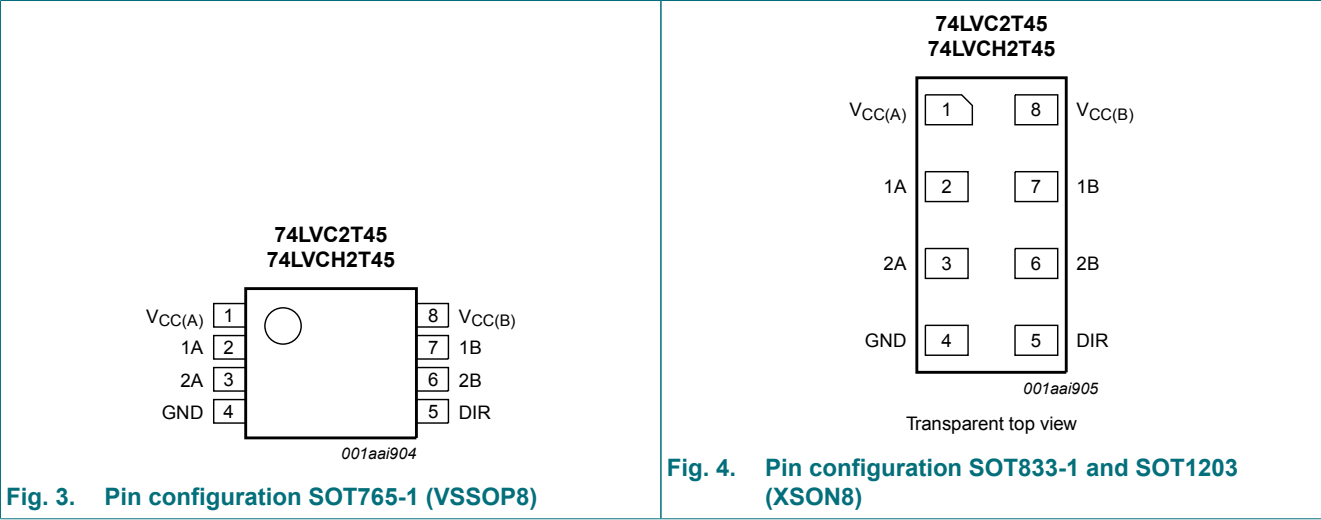 74LVC2T45
74LVCH2T45
VCC(A) 1 8 VCC(B)
1A 2 7 1B
2A 3 6 2B
GND 4 5 DIR
001aai904
Fig. 3. Pin configuration SOT765-1 (VSSOP8)
74LVC2T45
74LVCH2T45
VCC(A) 1 8 VCC(B)
1A 2 7 1B
2A 3 6 2B
GND 4 5 DIR
001aai905
Transparent top view
Fig. 4. Pin configuration SOT833-1 and SOT1203
(XSON8)